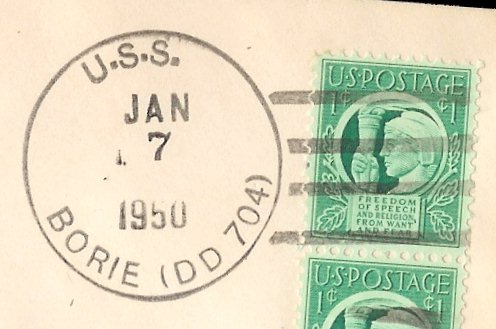 U.S.S.
JAN
7
1950
BORIE (DD 704)
U·S·POSTAGE
1¢ ¢1
FREEDOM
OF SPEECH
AND RELIGION,
FROM WANT
AND FEAR
U·S·POSTAGE
1¢ ¢1